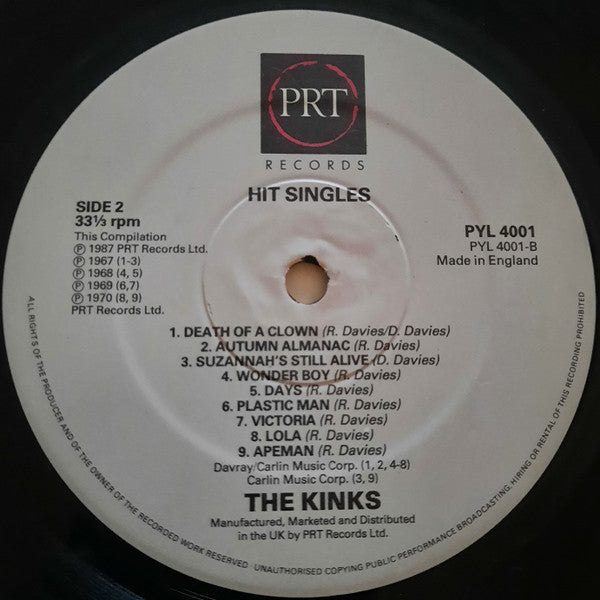 PRT
RECORDS
HIT SINGLES
SIDE 2
33⅓ rpm
This Compilation
℗ 1987 PRT Records Ltd.
℗ 1967 (1-3)
℗ 1968 (4, 5)
℗ 1969 (6,7)
℗ 1970 (8, 9)
PRT Records Ltd.
PYL 4001
PYL 4001-B
Made in England
1. DEATH OF A CLOWN (R. Davies/D. Davies)
2. AUTUMN ALMANAC (R. Davies)
3. SUZANNAH'S STILL ALIVE (D. Davies)
4. WONDER BOY (R. Davies)
5. DAYS (R. Davies)
6. PLASTIC MAN (R. Davies)
7. VICTORIA (R. Davies)
8. LOLA (R. Davies)
9. APEMAN (R. Davies)
Davray/Carlin Music Corp. (1, 2, 4-8)
Carlin Music Corp. (3, 9)
THE KINKS
Manufactured, Marketed and Distributed
in the UK by PRT Records Ltd.
ALL RIGHTS OF THE PRODUCER AND OF THE OWNER OF THE RECORDED WORK RESERVED · UNAUTHORISED COPYING PUBLIC PERFORMANCE BROADCASTING, HIRING OR RENTAL OF THIS RECORDING PROHIBITED